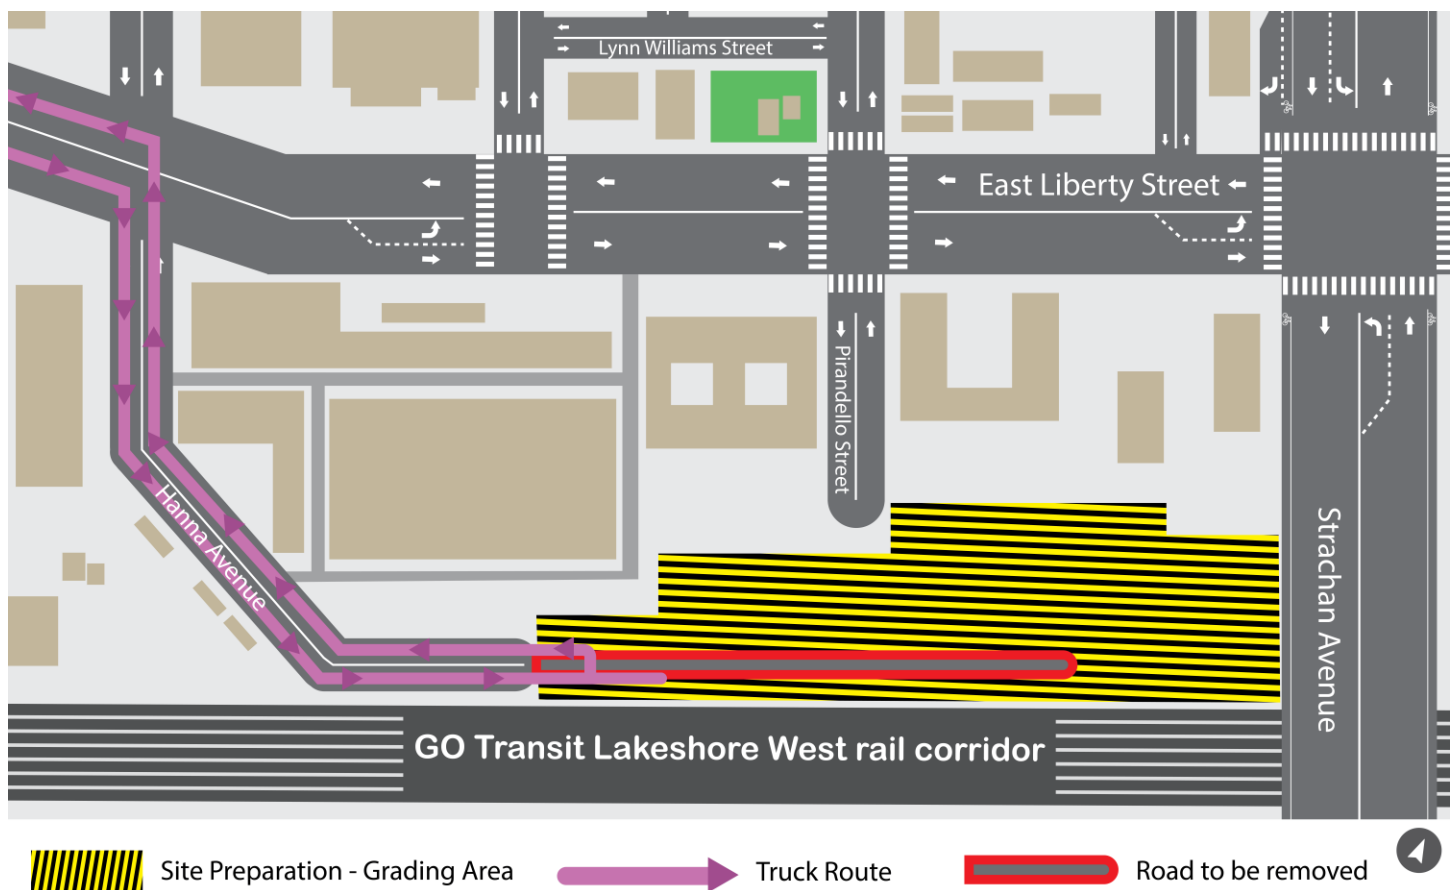 Lynn Williams Street
East Liberty Street
Pirandello Street
Hanna Avenue
Strachan Avenue
GO Transit Lakeshore West rail corridor
Site Preparation - Grading Area
Truck Route
Road to be removed